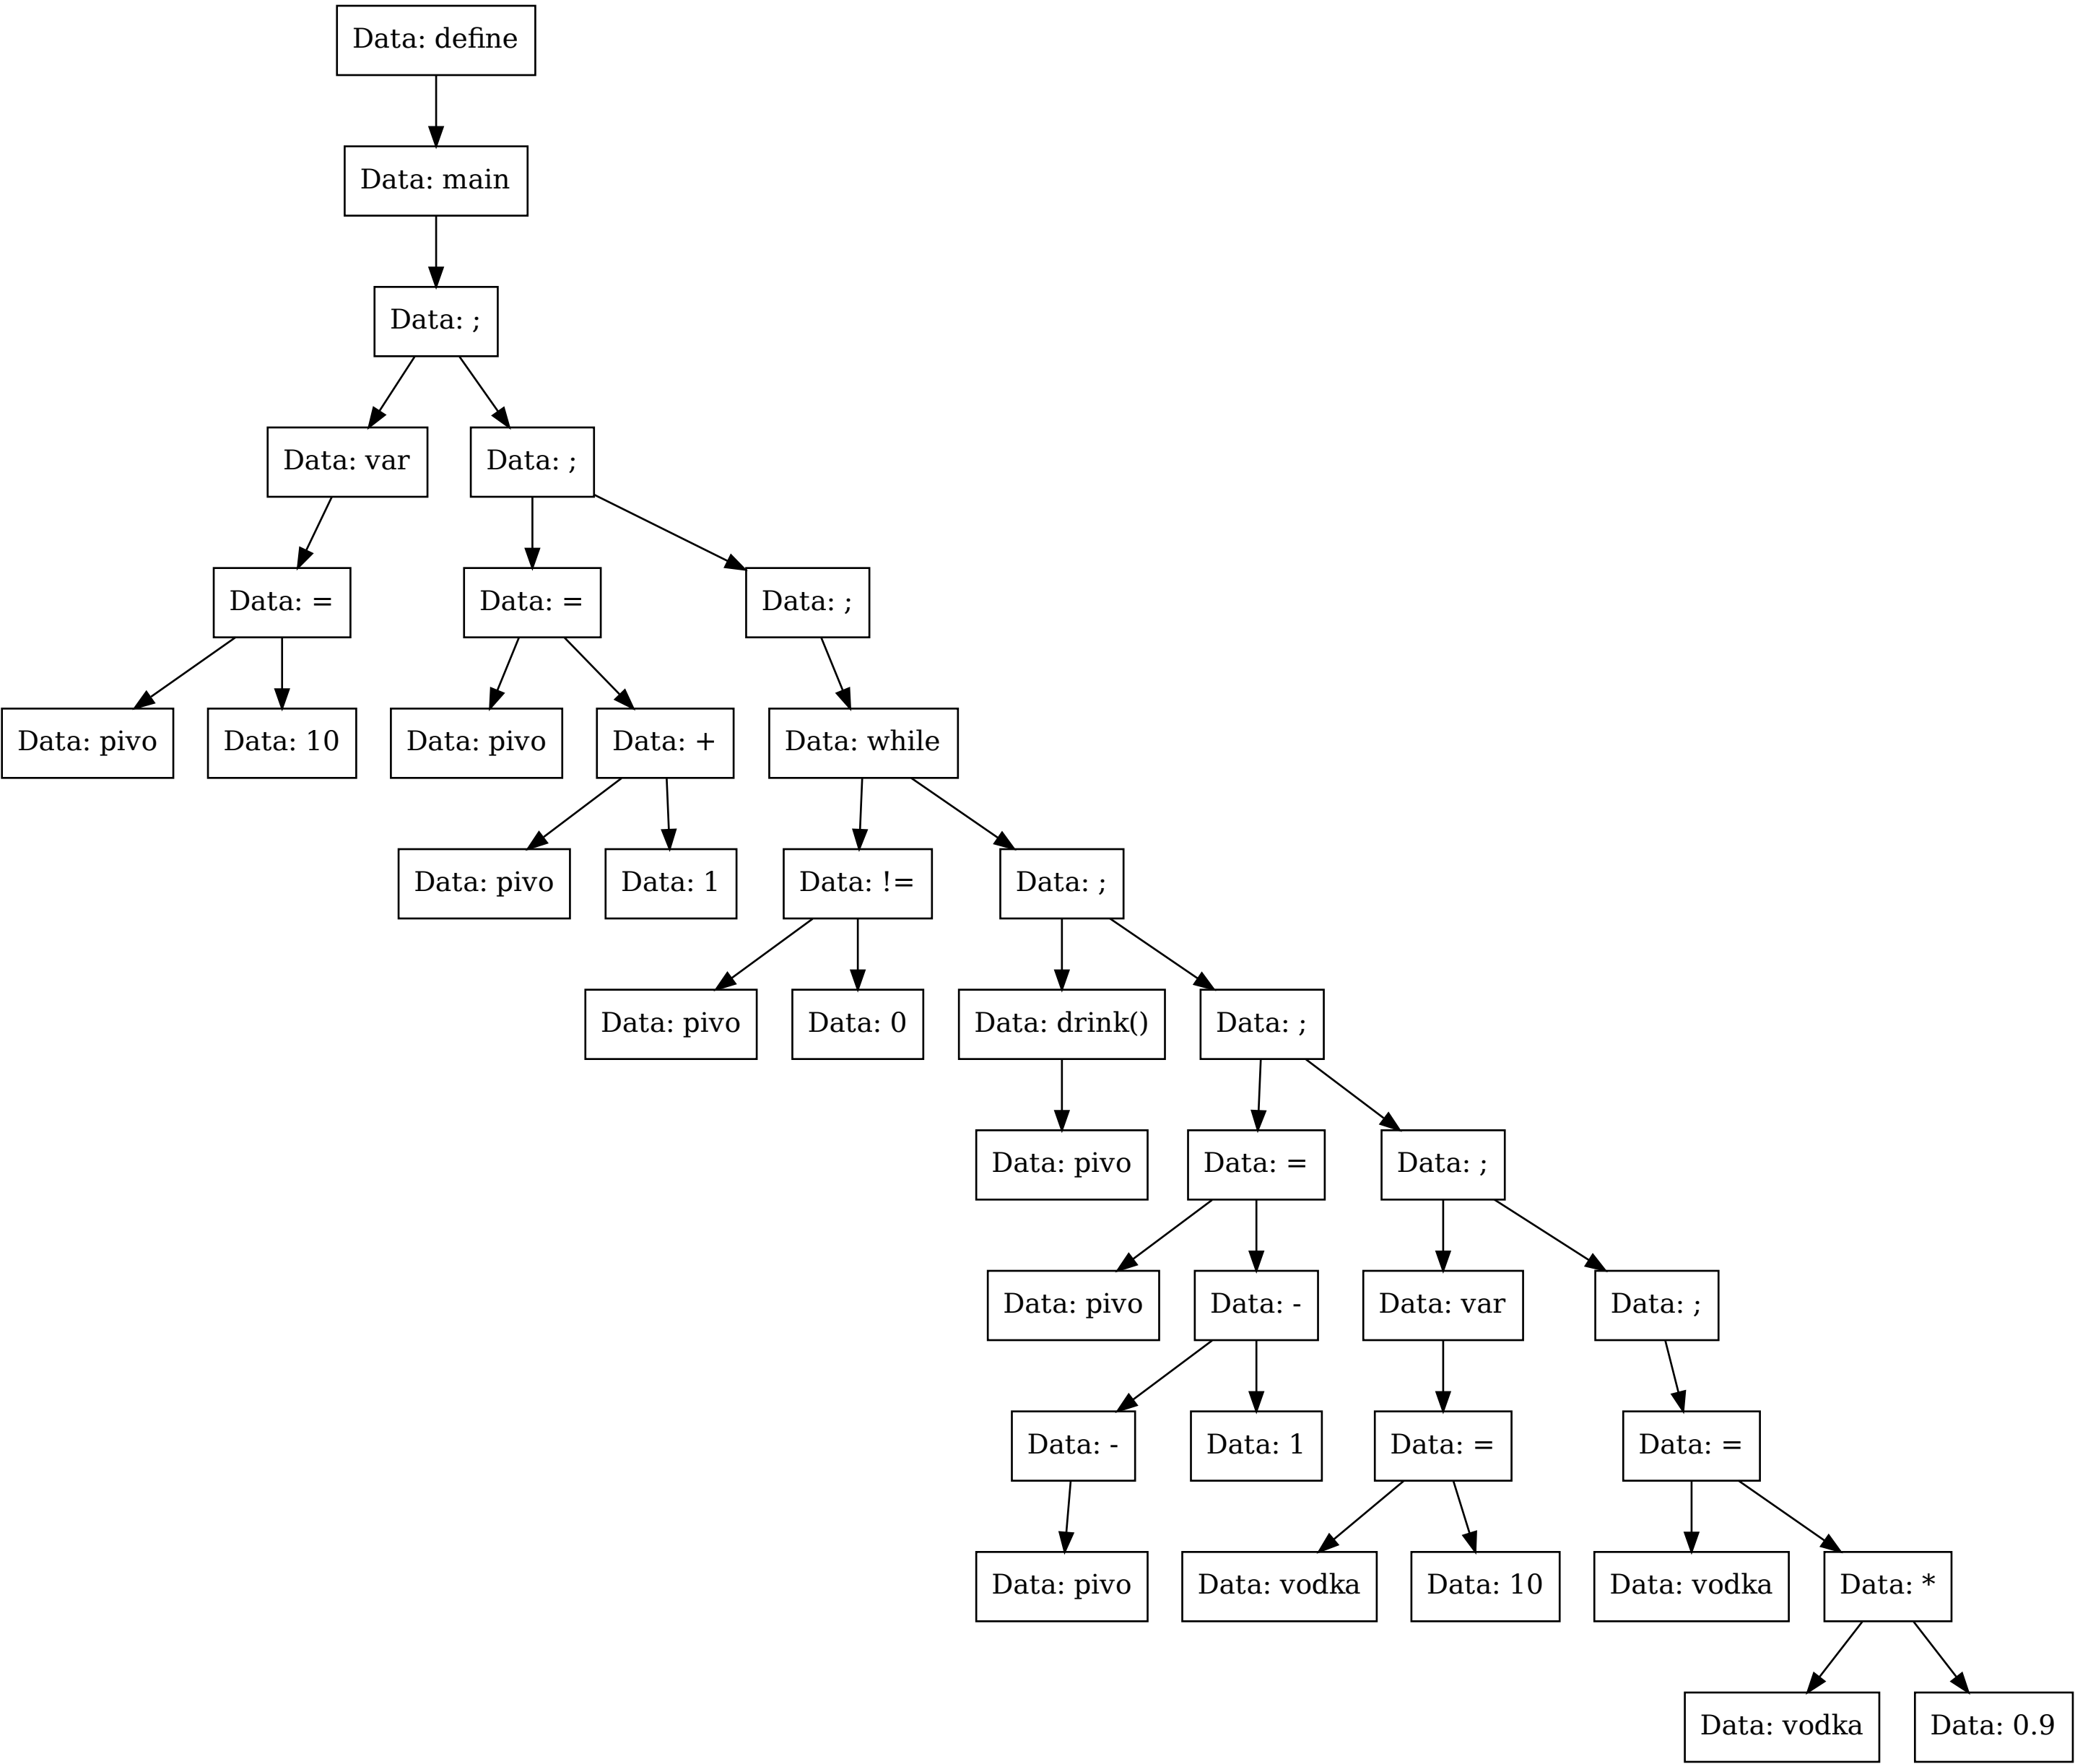 Data: define
Data: main
Data: ;
Data: var
Data: ;
Data: =
Data: =
Data: ;
Data: pivo
Data: 10
Data: pivo
Data: +
Data: while
Data: pivo
Data: 1
Data: !=
Data: ;
Data: pivo
Data: 0
Data: drink()
Data: ;
Data: pivo
Data: =
Data: ;
Data: pivo
Data: -
Data: var
Data: ;
Data: -
Data: 1
Data: =
Data: =
Data: pivo
Data: vodka
Data: 10
Data: vodka
Data: *
Data: vodka
Data: 0.9